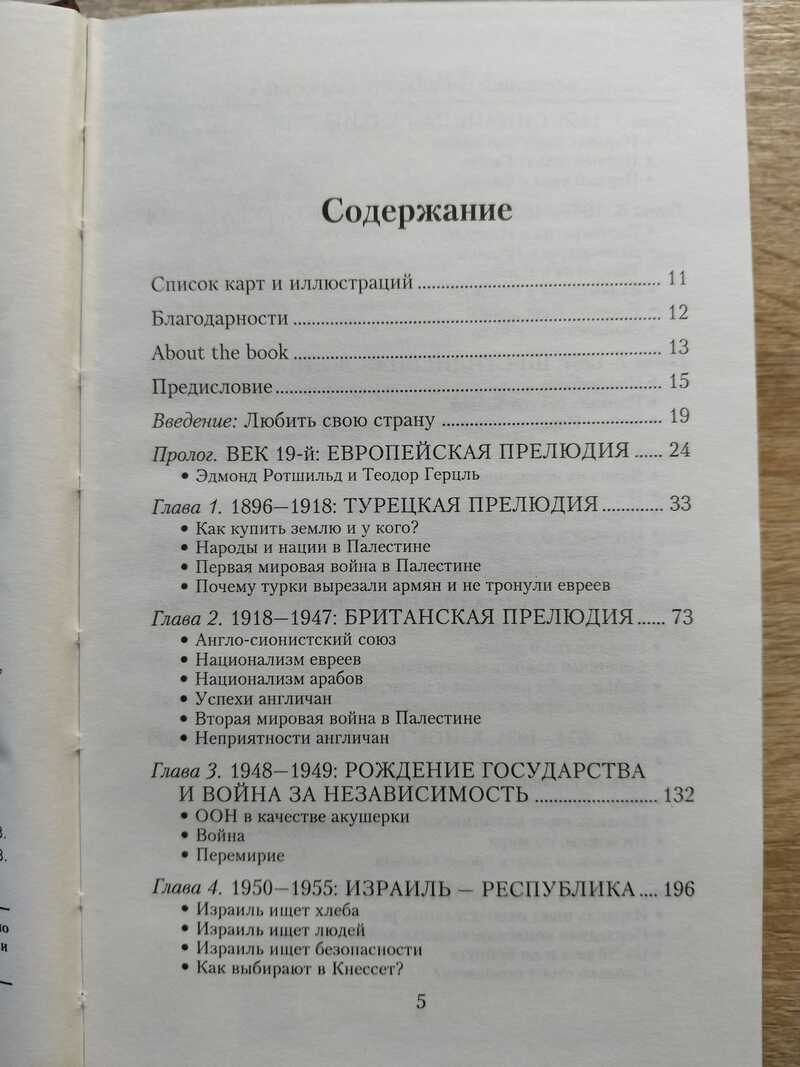 Содержание
Список карт и иллюстраций ........ 11
Благодарности ........ 12
About the book ........ 13
Предисловие ........ 15
Введение: Любить свою страну ........ 19
Пролог. ВЕК 19-й: ЕВРОПЕЙСКАЯ ПРЕЛЮДИЯ ...... 24
• Эдмонд Ротшильд и Теодор Герцль
Глава 1. 1896—1918: ТУРЕЦКАЯ ПРЕЛЮДИЯ ............. 33
• Как купить землю и у кого?
• Народы и нации в Палестине
• Первая мировая война в Палестине
• Почему турки вырезали армян и не тронули евреев
Глава 2. 1918—1947: БРИТАНСКАЯ ПРЕЛЮДИЯ ...... 73
• Англо-сионистский союз
• Национализм евреев
• Национализм арабов
• Успехи англичан
• Вторая мировая война в Палестине
• Неприятности англичан
Глава 3. 1948—1949: РОЖДЕНИЕ ГОСУДАРСТВА
И ВОЙНА ЗА НЕЗАВИСИМОСТЬ .......................... 132
• ООН в качестве акушерки
• Война
• Перемирие
Глава 4. 1950—1955: ИЗРАИЛЬ — РЕСПУБЛИКА .... 196
• Израиль ищет хлеба
• Израиль ищет людей
• Израиль ищет безопасности
• Как выбирают в Кнессет?
5